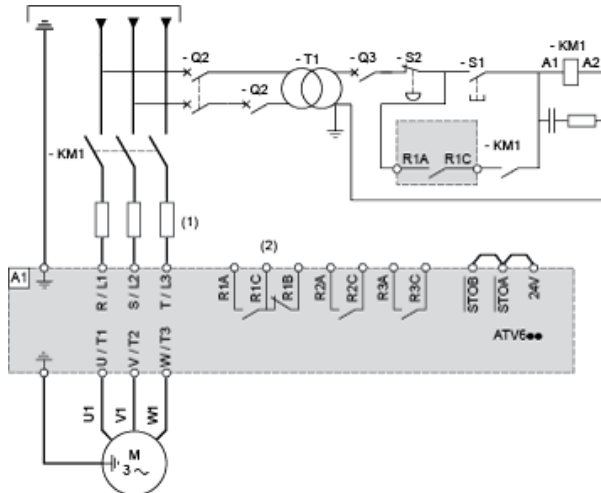 - Q2
- T1
- Q3
- S2
- S1
- KM1
A1
A2
- Q2
- KM1
R1A
R1C
- KM1
(1)
(2)
A1
R / L1
S / L2
T / L3
R1A
R1C
R1B
R2A
R2C
R3A
R3C
STOB
STOA
24V
ATV6●●
U / T1
V / T2
W / T3
U1
V1
W1
M
3 ~